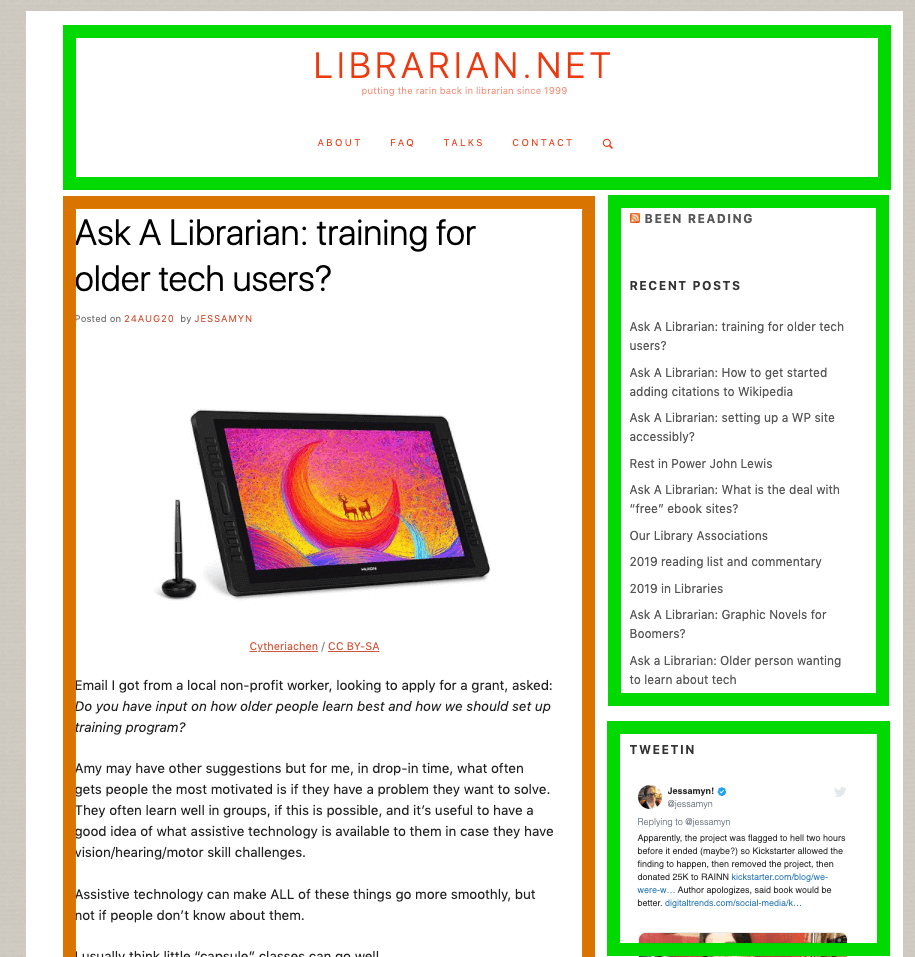 LIBRARIAN.NET
putting the rarin back in librarian since 1999
ABOUT FAQ TALKS CONTACT
Ask A Librarian: training for
older tech users?
Posted on 24AUG20 by JESSAMYN
HUION
Cytheriachen / CC BY-SA
Email I got from a local non-profit worker, looking to apply for a grant, asked:
Do you have input on how older people learn best and how we should set up
training program?
Amy may have other suggestions but for me, in drop-in time, what often
gets people the most motivated is if they have a problem they want to solve.
They often learn well in groups, if this is possible, and it's useful to have a
good idea of what assistive technology is available to them in case they have
vision/hearing/motor skill challenges.
Assistive technology can make ALL of these things go more smoothly, but
not if people don't know about them.
I usually think little "capsule" classes can go well
BEEN READING
RECENT POSTS
Ask A Librarian: training for older tech
users?
Ask A Librarian: How to get started
adding citations to Wikipedia
Ask A Librarian: setting up a WP site
accessibly?
Rest in Power John Lewis
Ask A Librarian: What is the deal with
"free" ebook sites?
Our Library Associations
2019 reading list and commentary
2019 in Libraries
Ask A Librarian: Graphic Novels for
Boomers?
Ask a Librarian: Older person wanting
to learn about tech
TWEETIN
Jessamyn!
@jessamyn
Replying to @jessamyn
Apparently, the project was flagged to hell two hours
before it ended (maybe?) so Kickstarter allowed the
finding to happen, then removed the project, then
donated 25K to RAINN kickstarter.com/blog/we-
were-w… Author apologizes, said book would be
better. digitaltrends.com/social-media/k…